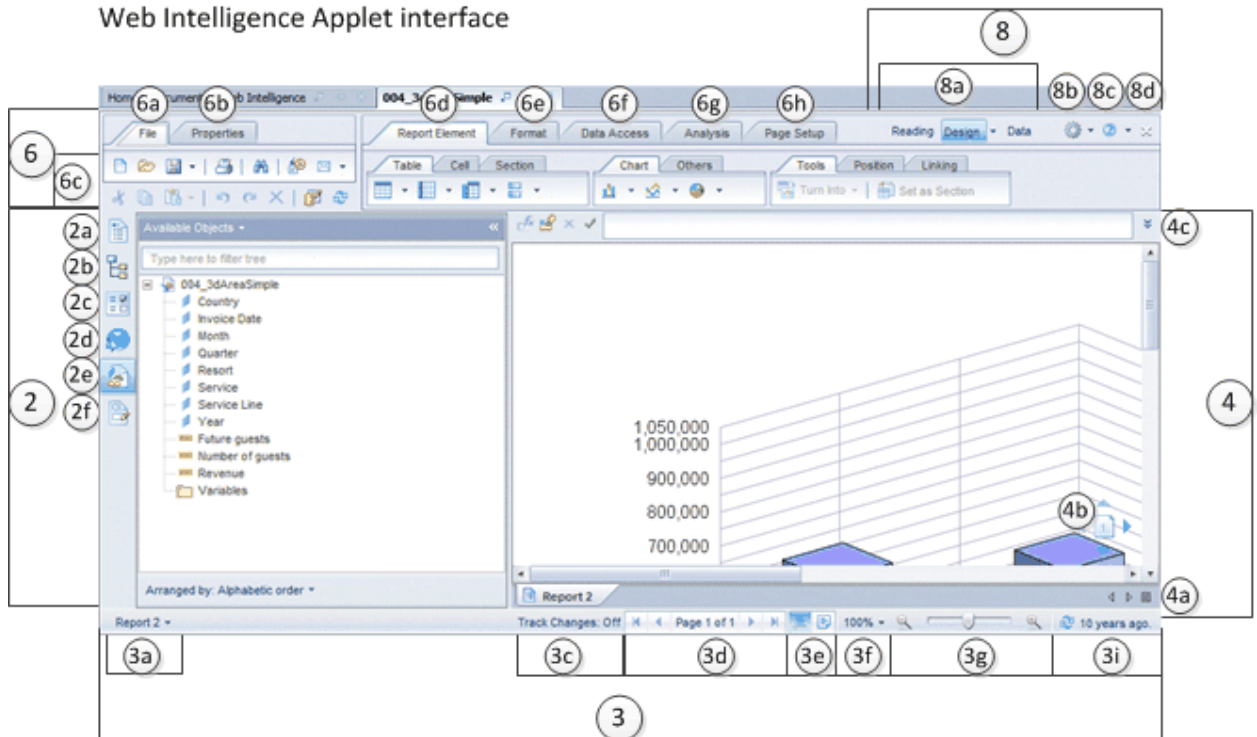 Web Intelligence Applet interface
8
8a
8b
8c
8d
Web Intelligence
004_3d Simple
6a
6b
6d
6e
6f
6g
6h
File
Properties
Report Element
Format
Data Access
Analysis
Page Setup
Reading
Design
Data
6
6c
Table
Cell
Section
Chart
Others
Tools
Position
Linking
Turn Into
Set as Section
2
2a
2b
2c
2d
2e
2f
Available Objects
Type here to filter tree
004_3dAreaSimple
Country
Invoice Date
Month
Quarter
Resort
Service
Service Line
Year
Future guests
Number of guests
Revenue
Variables
Arranged by: Alphabetic order
4c
4
1,050,000
1,000,000
900,000
800,000
700,000
4b
1
Report 2
4a
Report 2
Track Changes: Off
Page 1 of 1
100%
10 years ago.
3a
3c
3d
3e
3f
3g
3i
3